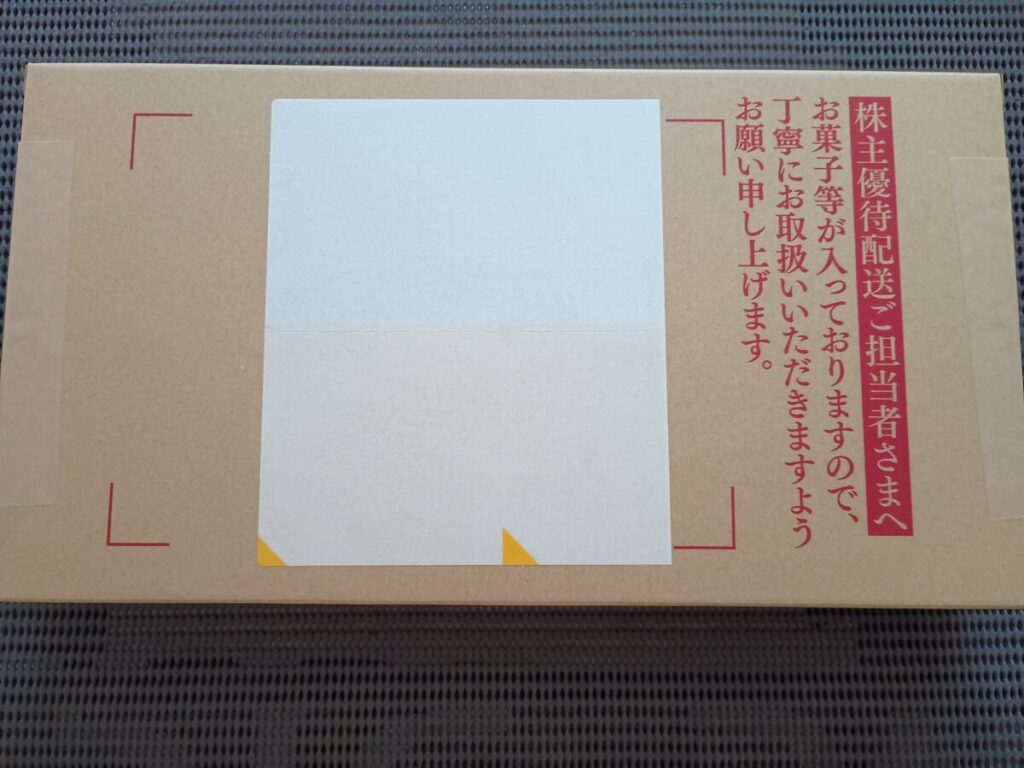 株主優待配送ご担当者さまへ
お菓子等が入っておりますので、
丁寧にお取扱いいただきますよう
お願い申し上げます。